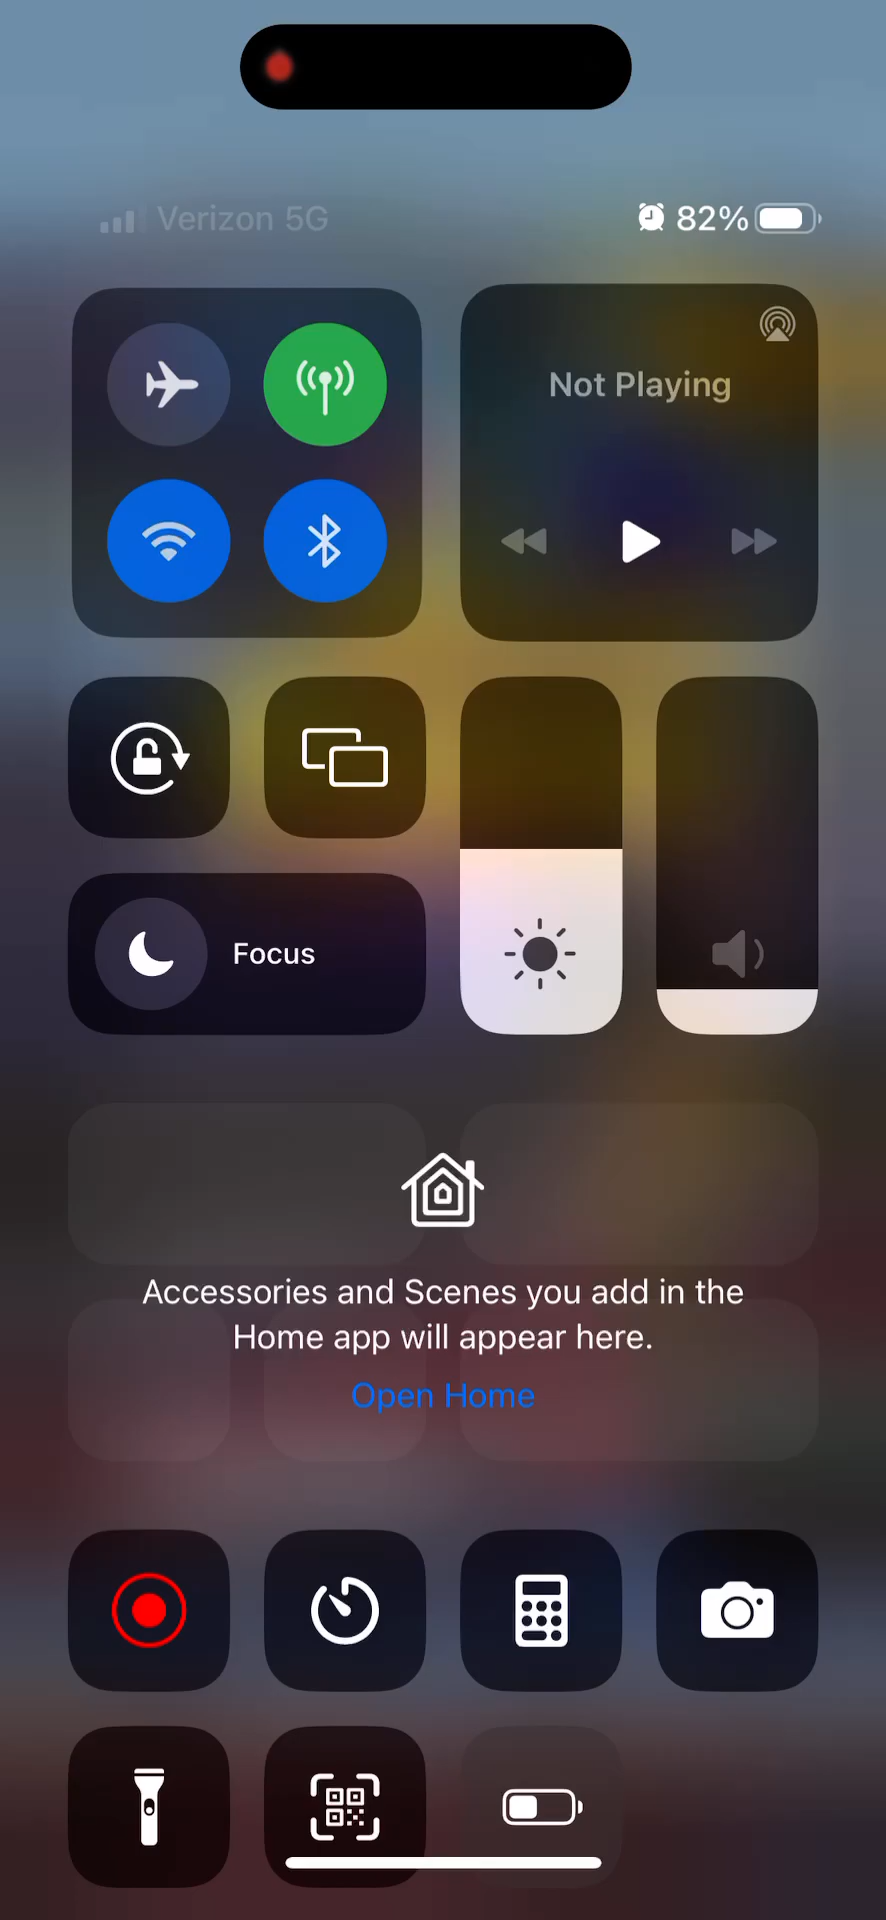 Verizon 5G
82%
Not Playing
Focus
Accessories and Scenes you add in the
Home app will appear here.
Open Home